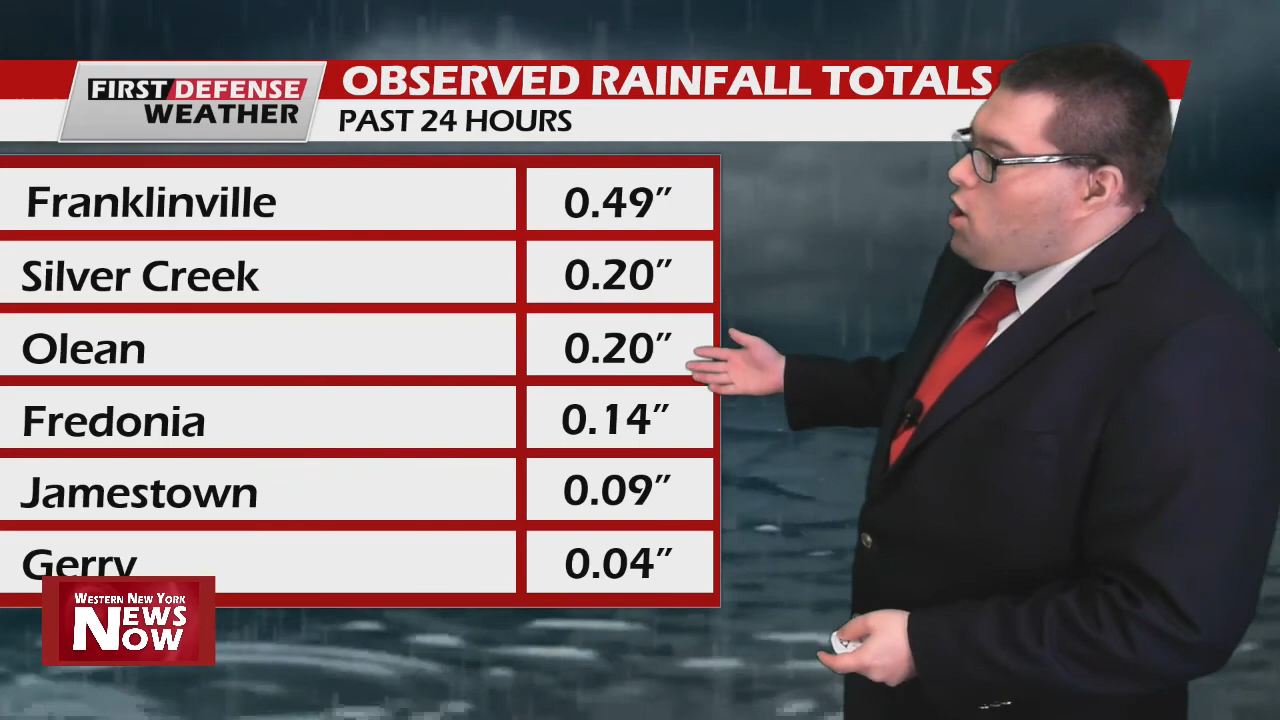 FIRST DEFENSE
WEATHER
OBSERVED RAINFALL TOTALS
PAST 24 HOURS
Franklinville 0.49”
Silver Creek 0.20”
Olean 0.20”
Fredonia 0.14”
Jamestown 0.09”
Gerry 0.04”
WESTERN NEW YORK
NEWS
NOW